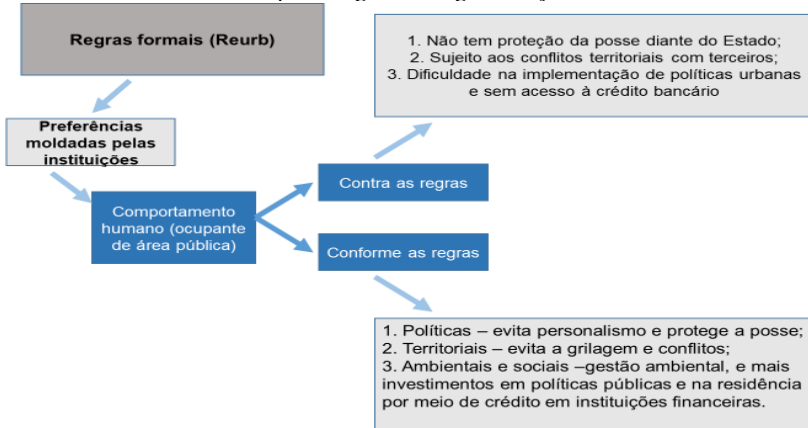 Regras formais (Reurb)
1. Não tem proteção da posse diante do Estado;
2. Sujeito aos conflitos territoriais com terceiros;
3. Dificuldade na implementação de políticas urbanas
e sem acesso à crédito bancário
Preferências
moldadas pelas
instituições
Contra as regras
Comportamento
humano (ocupante
de área pública)
Conforme as regras
1. Políticas – evita personalismo e protege a posse;
2. Territoriais – evita a grilagem e conflitos;
3. Ambientais e sociais –gestão ambiental, e mais
investimentos em políticas públicas e na residência
por meio de crédito em instituições financeiras.